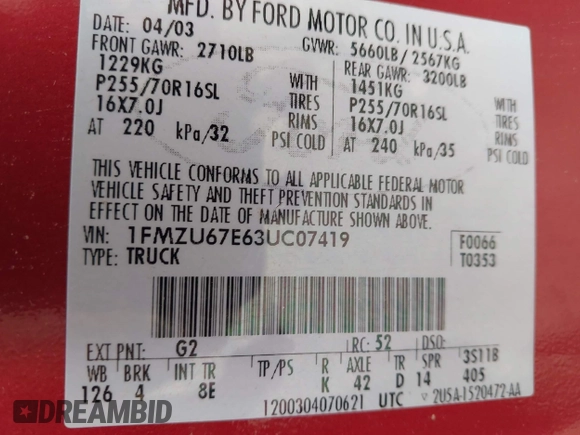 MFD. BY FORD MOTOR CO. IN U.S.A.
DATE: 04/03 GVWR: 5660LB/2567KG
FRONT GAWR: 2710LB REAR GAWR: 3200LB
1229KG WITH 1451KG WITH
P255/70R16SL TIRES P255/70R16SL TIRES
16X7.0J RIMS 16X7.0J RIMS
AT 220 kPa/32 PSI COLD AT 240 kPa/35 PSI COLD
THIS VEHICLE CONFORMS TO ALL APPLICABLE FEDERAL MOTOR
VEHICLE SAFETY AND THEFT PREVENTION STANDARDS IN
EFFECT ON THE DATE OF MANUFACTURE SHOWN ABOVE.
VIN: 1FMZU67E63UC07419 F0066
TYPE: TRUCK T0353
EXT PNT: G2 RC: 52 DSO:
WB BRK INT TR TP/PS R AXLE TR SPR 3S11B
126 4 8E K 42 D 14 405
1200304070621 UTC 2U5A-1520472-AA
DREAMBID